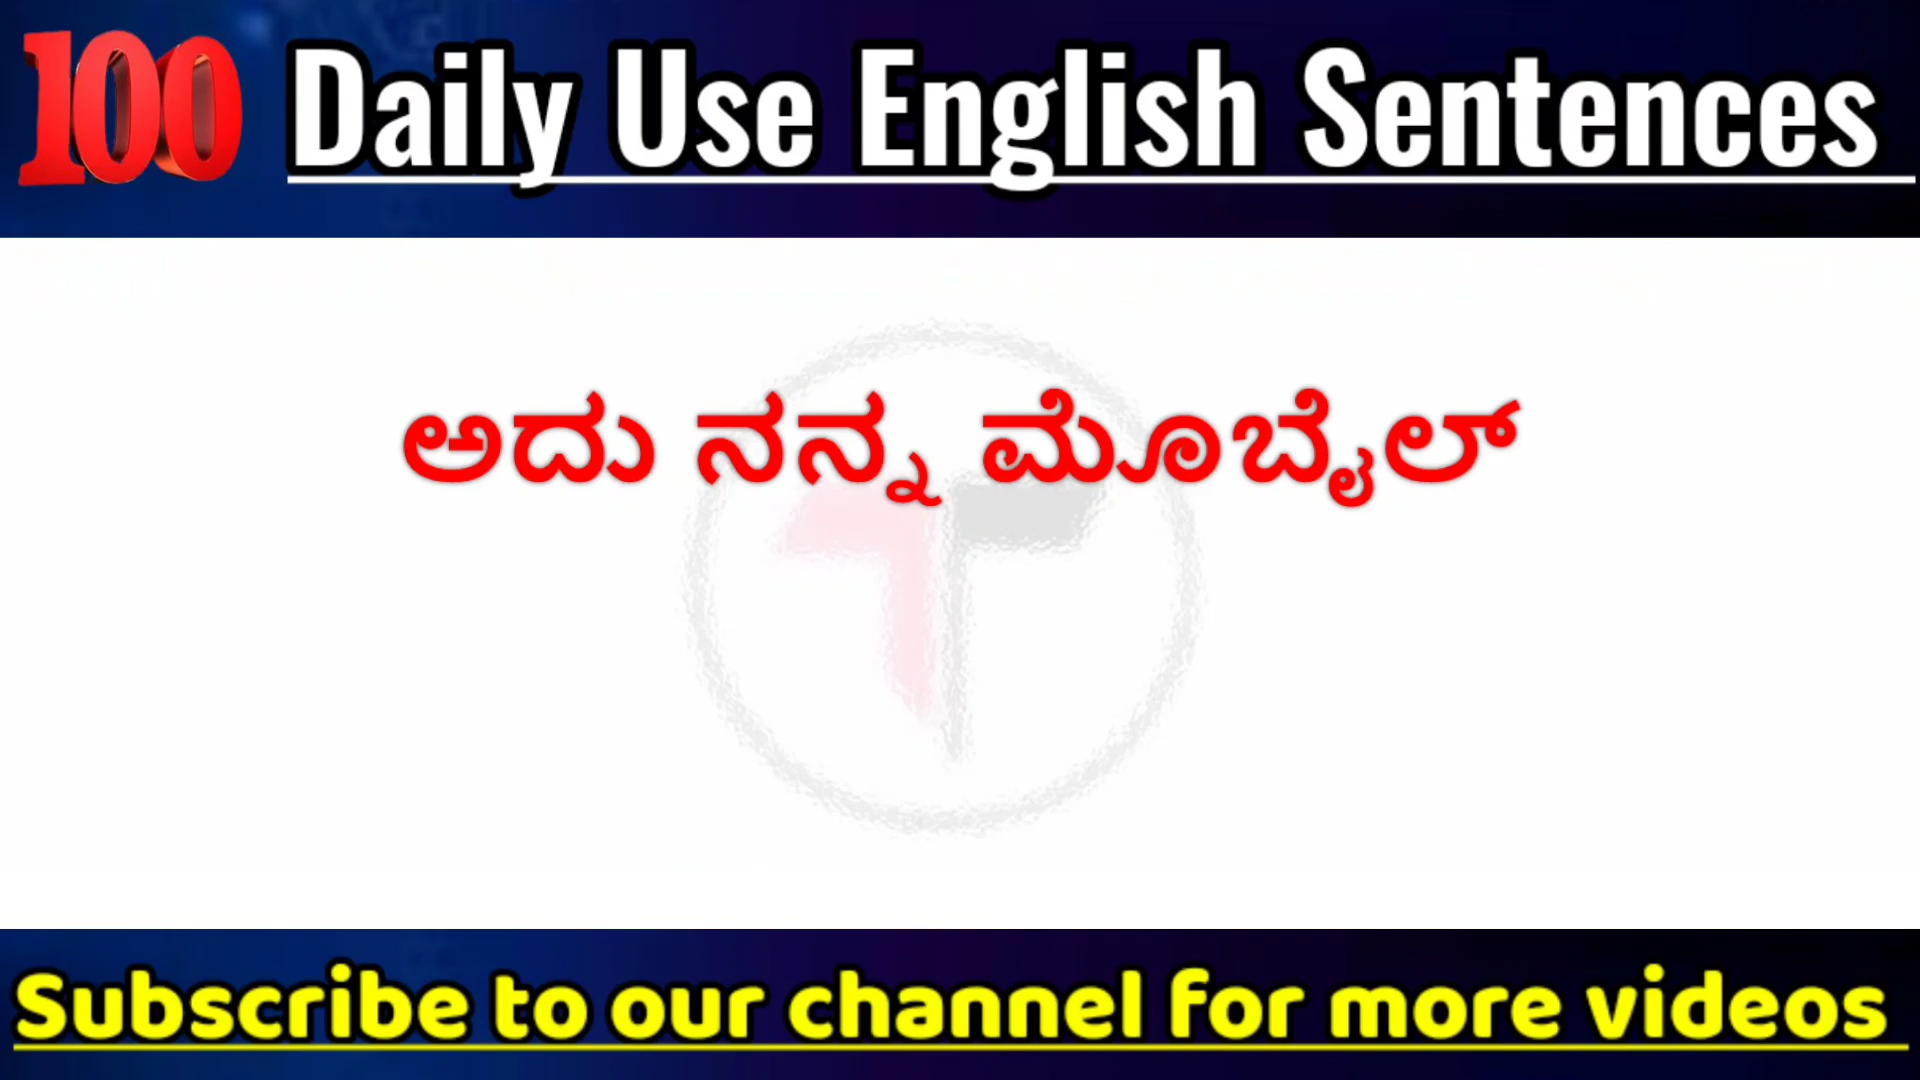 100 Daily Use English Sentences
ಅದು ನನ್ನ ಮೊಬೈಲ್
Subscribe to our channel for more videos